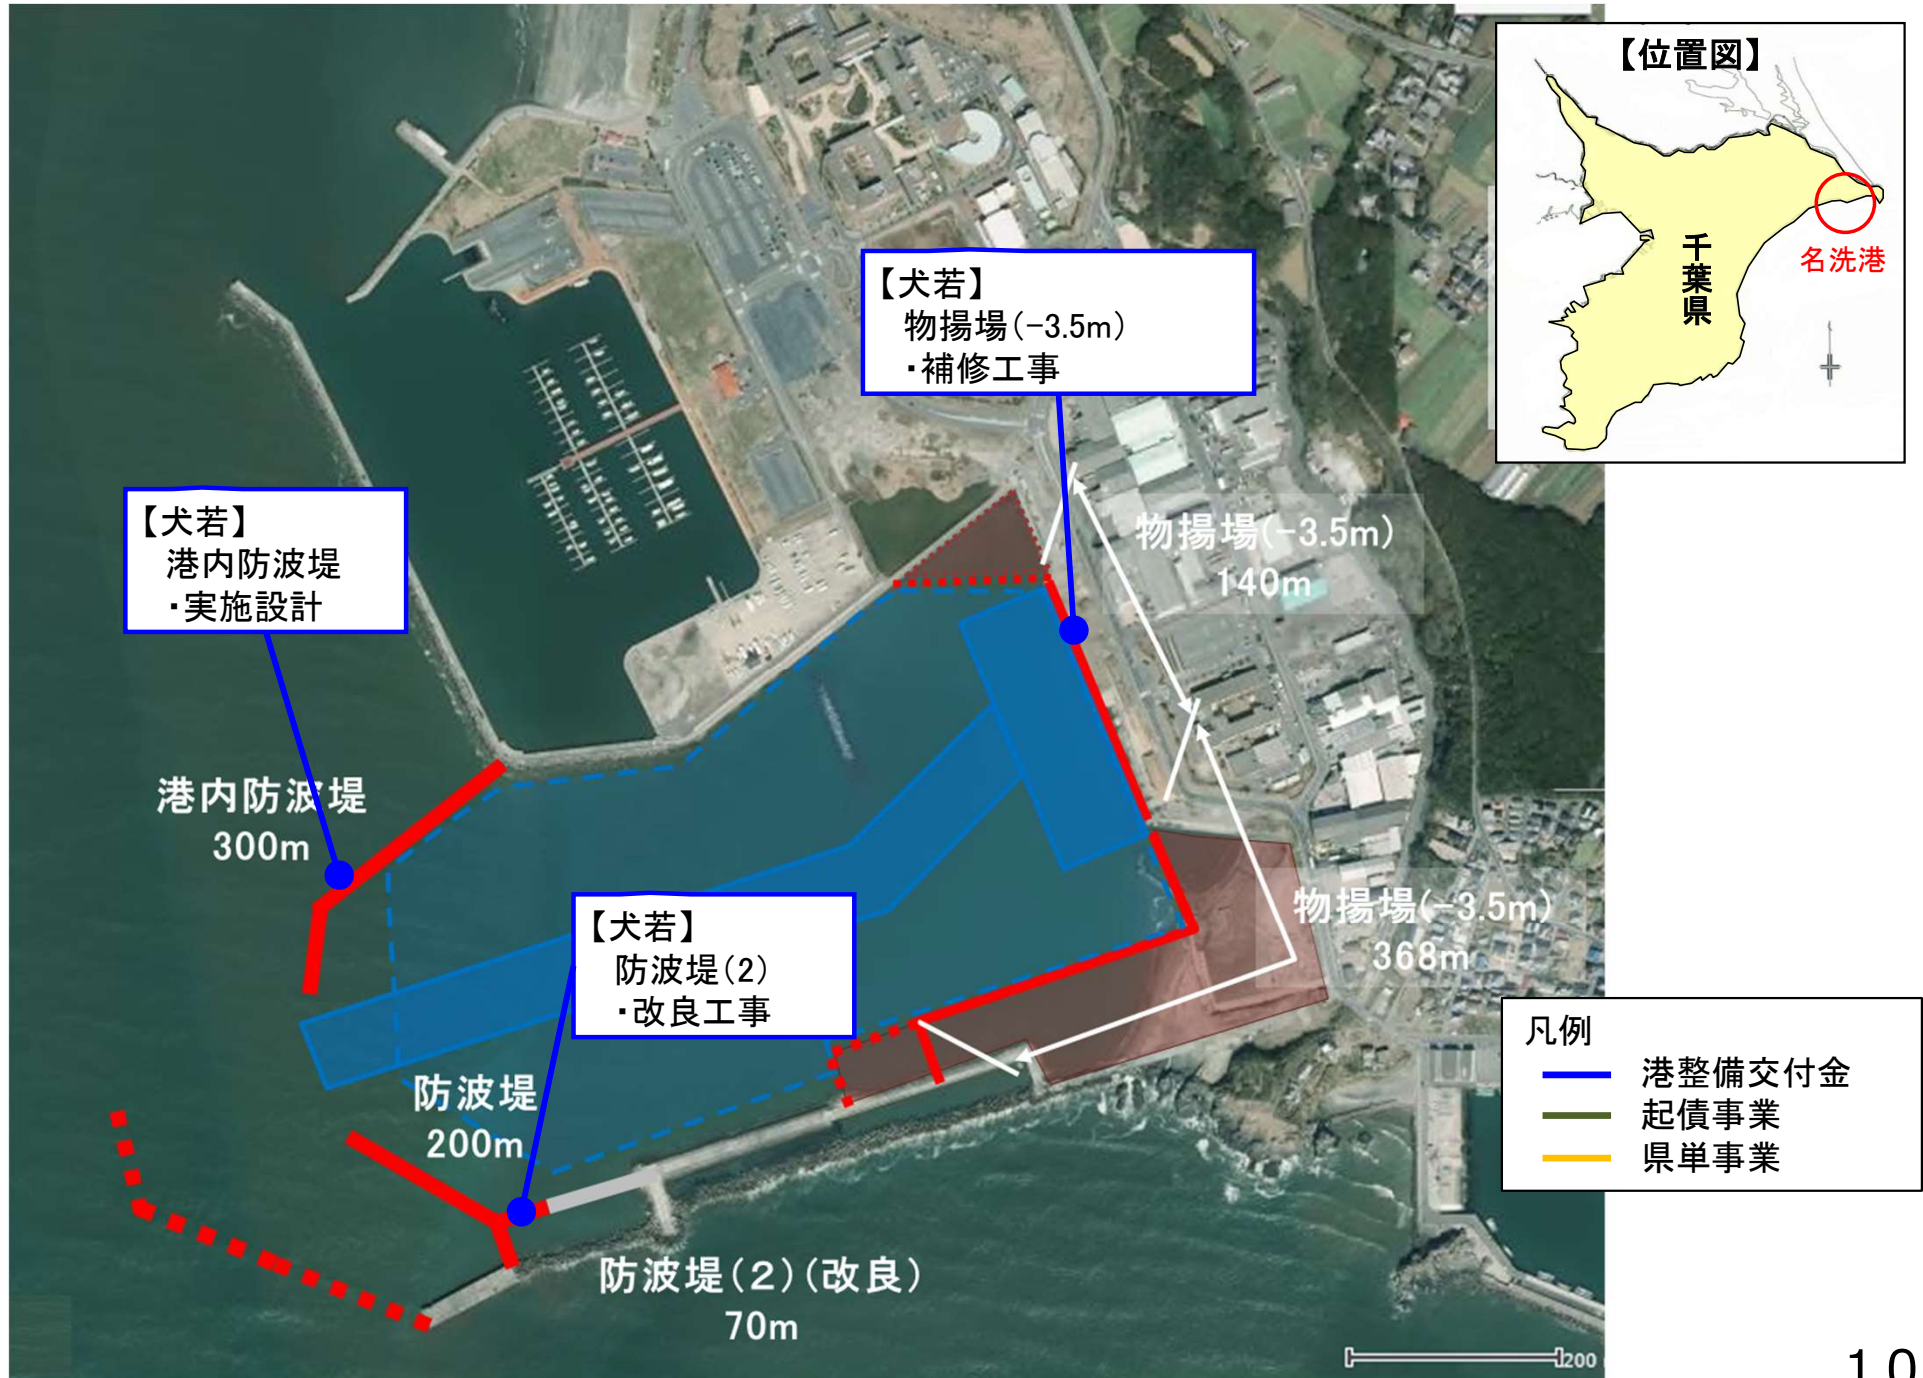 【位置図】
千葉県
名洗港
【犬若】
物揚場(-3.5m)
・補修工事
【犬若】
港内防波堤
・実施設計
物揚場(-3.5m)
140m
港内防波堤
300m
【犬若】
防波堤(2)
・改良工事
物揚場(-3.5m)
368m
防波堤
200m
防波堤(2)(改良)
70m
凡例
港整備交付金
起債事業
県単事業
200
10